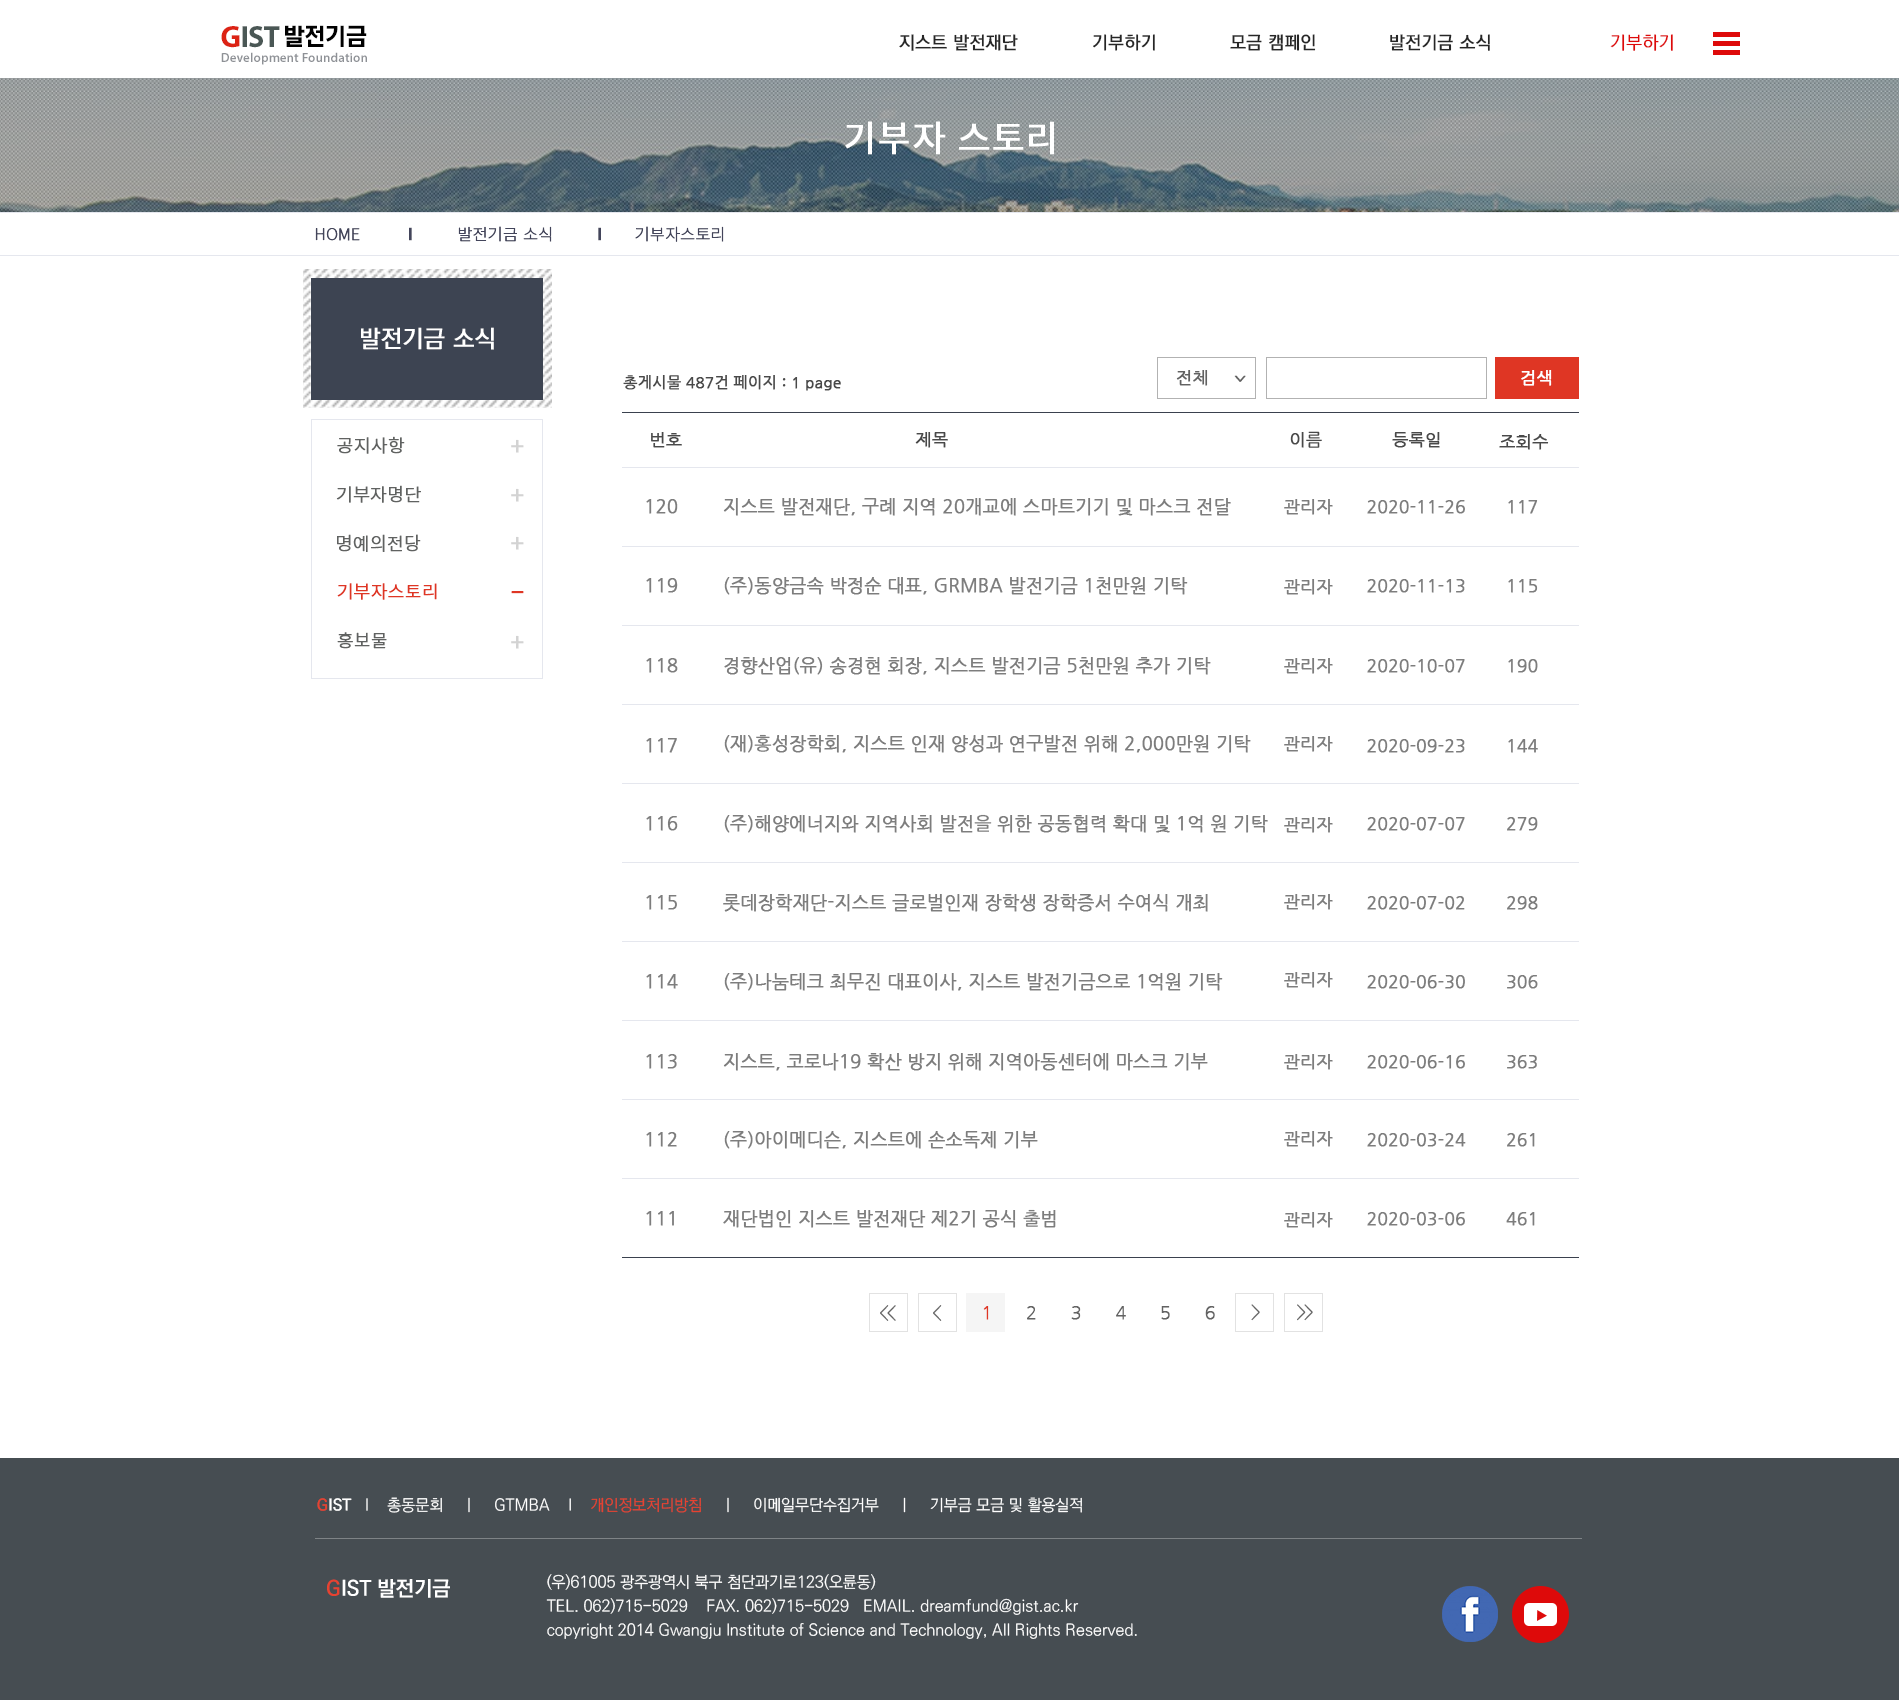 GIST 발전기금
Development Foundation
지스트 발전재단 기부하기 모금 캠페인 발전기금 소식 기부하기
기부자 스토리
HOME 발전기금 소식 기부자스토리
발전기금 소식
공지사항
기부자명단
명예의전당
기부자스토리
홍보물
총게시물 487건 페이지 : 1 page 전체 검색
번호 제목 이름 등록일 조회수
120 지스트 발전재단, 구례 지역 20개교에 스마트기기 및 마스크 전달 관리자 2020-11-26 117
119 (주)동양금속 박정순 대표, GRMBA 발전기금 1천만원 기탁 관리자 2020-11-13 115
118 경향산업(유) 송경현 회장, 지스트 발전기금 5천만원 추가 기탁 관리자 2020-10-07 190
117 (재)홍성장학회, 지스트 인재 양성과 연구발전 위해 2,000만원 기탁 관리자 2020-09-23 144
116 (주)해양에너지와 지역사회 발전을 위한 공동협력 확대 및 1억 원 기탁 관리자 2020-07-07 279
115 롯데장학재단-지스트 글로벌인재 장학생 장학증서 수여식 개최 관리자 2020-07-02 298
114 (주)나눔테크 최무진 대표이사, 지스트 발전기금으로 1억원 기탁 관리자 2020-06-30 306
113 지스트, 코로나19 확산 방지 위해 지역아동센터에 마스크 기부 관리자 2020-06-16 363
112 (주)아이메디슨, 지스트에 손소독제 기부 관리자 2020-03-24 261
111 재단법인 지스트 발전재단 제2기 공식 출범 관리자 2020-03-06 461
1 2 3 4 5 6
GIST | 총동문회 | GTMBA | 개인정보처리방침 | 이메일무단수집거부 | 기부금 모금 및 활용실적
GIST 발전기금
(우)61005 광주광역시 북구 첨단과기로123(오룡동)
TEL. 062)715-5029 FAX. 062)715-5029 EMAIL. dreamfund@gist.ac.kr
copyright 2014 Gwangju Institute of Science and Technology, All Rights Reserved.